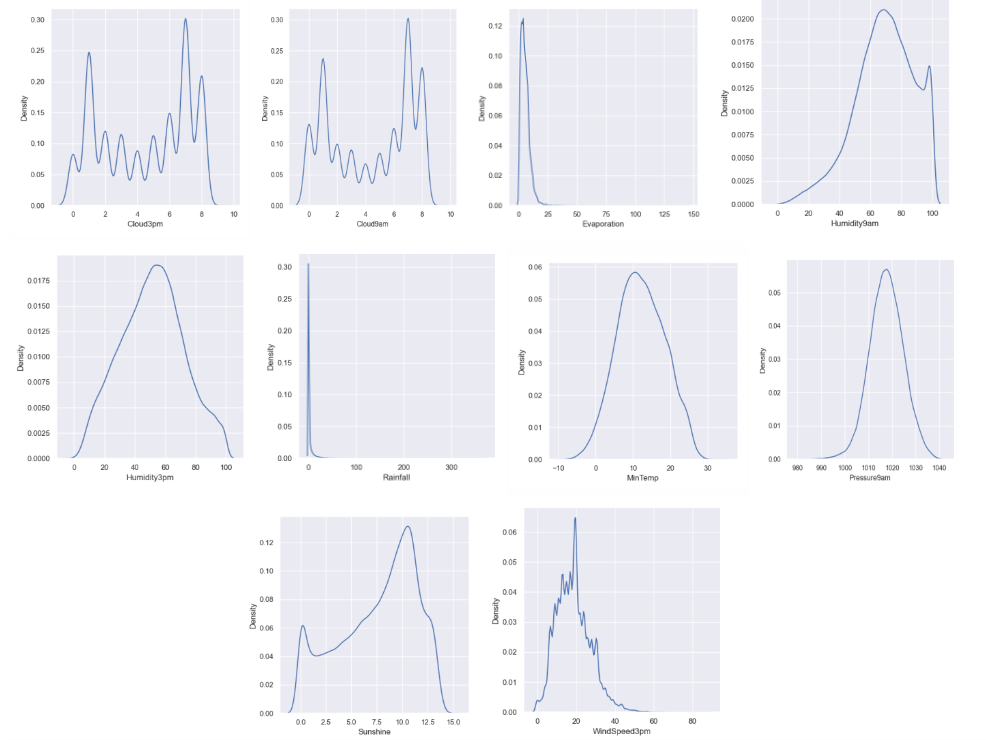 0.30
0.25
0.20
0.15
0.10
0.05
0.00
Density
0 2 4 6 8 10
Cloud3pm
0.30
0.25
0.20
0.15
0.10
0.05
0.00
Density
0 2 4 6 8 10
Cloud9am
0.12
0.10
0.08
0.06
0.04
0.02
0.00
Density
0 25 50 75 100 125 150
Evaporation
0.0200
0.0175
0.0150
0.0125
0.0100
0.0075
0.0050
0.0025
0.0000
Density
0 20 40 60 80 100
Humidity9am
0.0175
0.0150
0.0125
0.0100
0.0075
0.0050
0.0025
0.0000
Density
0 20 40 60 80 100
Humidity3pm
0.30
0.25
0.20
0.15
0.10
0.05
0.00
Density
0 100 200 300
Rainfall
0.06
0.05
0.04
0.03
0.02
0.01
0.00
Density
−10 0 10 20 30
MinTemp
0.05
0.04
0.03
0.02
0.01
0.00
Density
980 990 1000 1010 1020 1030 1040
Pressure9am
0.12
0.10
0.08
0.06
0.04
0.02
0.00
Density
0.0 2.5 5.0 7.5 10.0 12.5 15.0
Sunshine
0.06
0.05
0.04
0.03
0.02
0.01
0.00
Density
0 20 40 60 80
WindSpeed3pm